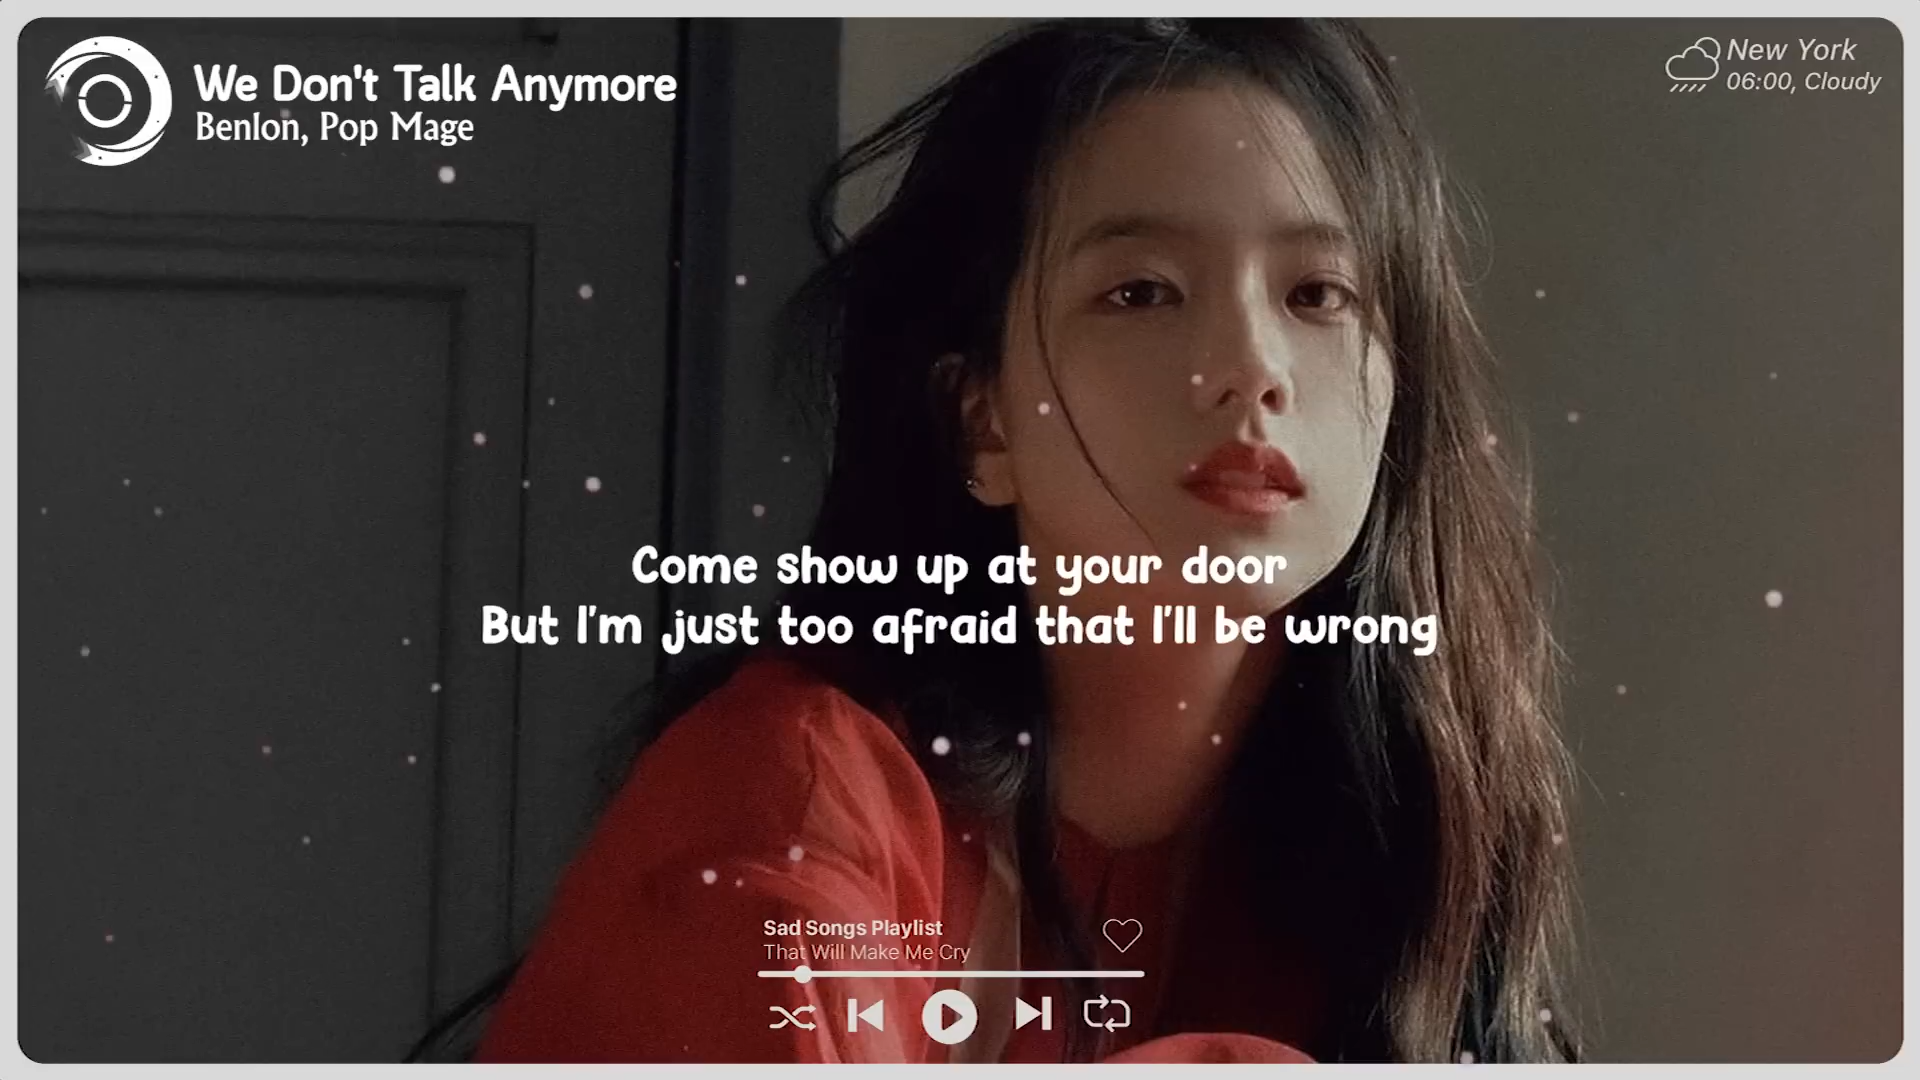 We Don't Talk Anymore
Benlon, Pop Mage
New York
06:00, Cloudy
Come show up at your door
But I'm just too afraid that I'll be wrong
Sad Songs Playlist
That Will Make Me Cry